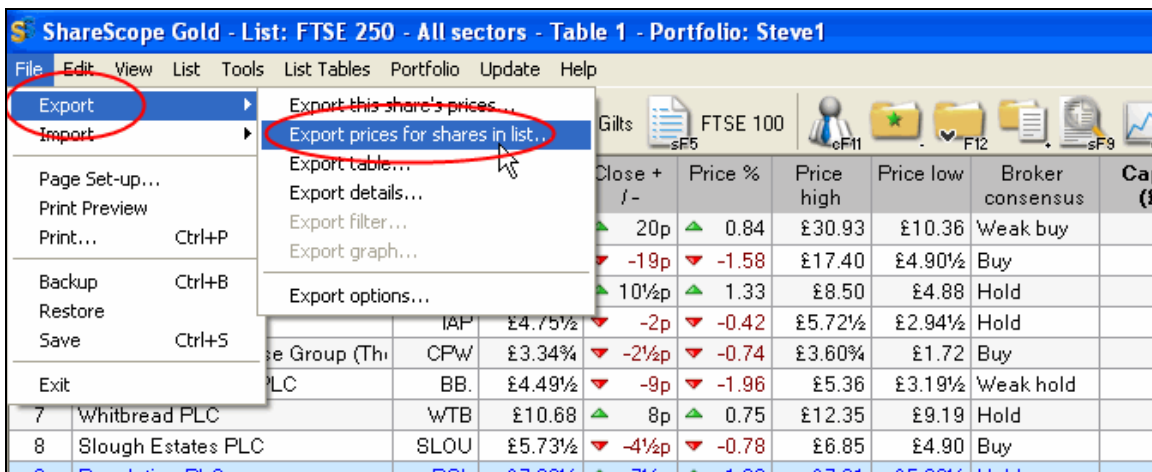 ShareScope Gold - List: FTSE 250 - All sectors - Table 1 - Portfolio: Steve1
File Edit View List Tools List Tables Portfolio Update Help
Export
Import
Page Set-up...
Print Preview
Print... Ctrl+P
Backup Ctrl+B
Restore
Save Ctrl+S
Exit
Export this share's prices...
Export prices for shares in list...
Export table...
Export details...
Export filter...
Export graph...
Export options...
Gilts sF5 FTSE 100 cF11 . F12 . sF9
Close + / - Price % Price high Price low Broker consensus
20p 0.84 £30.93 £10.36 Weak buy
-19p -1.58 £17.40 £4.90½ Buy
10½p 1.33 £8.50 £4.88 Hold
IAP £4.75½ -2p -0.42 £5.72½ £2.94½ Hold
se Group (Th CPW £3.34¾ -2½p -0.74 £3.60¾ £1.72 Buy
PLC BB. £4.49½ -9p -1.96 £5.36 £3.19½ Weak hold
7 Whitbread PLC WTB £10.68 8p 0.75 £12.35 £9.19 Hold
8 Slough Estates PLC SLOU £5.73½ -4½p -0.78 £6.85 £4.90 Buy